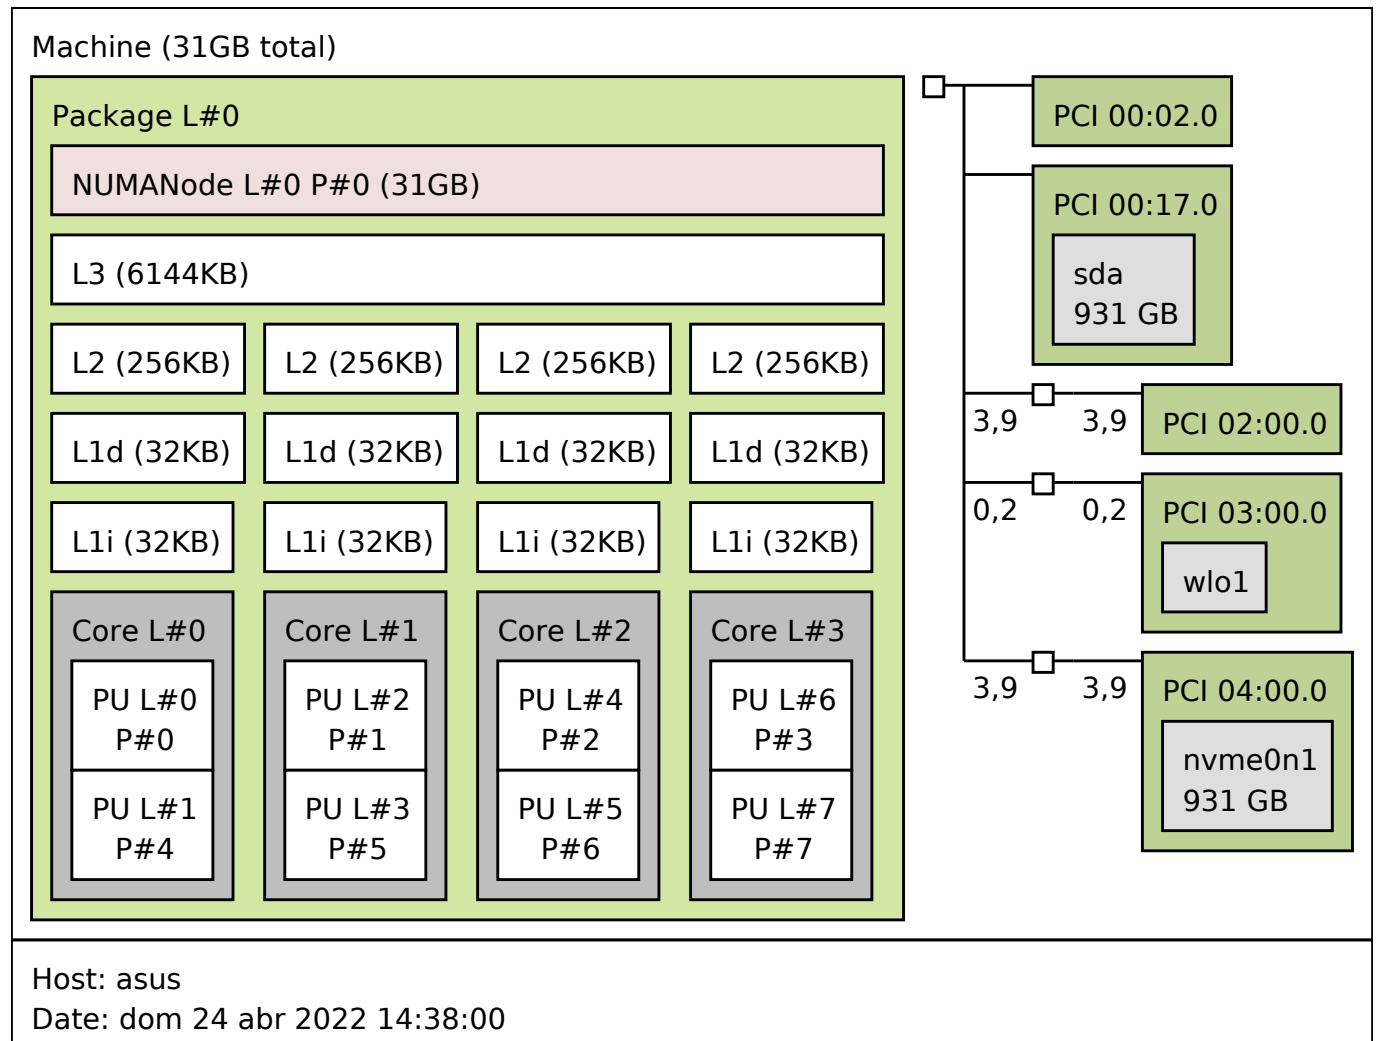 Machine (31GB total)
Package L#0
NUMANode L#0 P#0 (31GB)
L3 (6144KB)
L2 (256KB) L2 (256KB) L2 (256KB) L2 (256KB)
L1d (32KB) L1d (32KB) L1d (32KB) L1d (32KB)
L1i (32KB) L1i (32KB) L1i (32KB) L1i (32KB)
Core L#0 Core L#1 Core L#2 Core L#3
PU L#0 PU L#2 PU L#4 PU L#6
P#0 P#1 P#2 P#3
PU L#1 PU L#3 PU L#5 PU L#7
P#4 P#5 P#6 P#7
PCI 00:02.0
PCI 00:17.0
sda
931 GB
3,9 3,9 PCI 02:00.0
0,2 0,2 PCI 03:00.0
wlo1
3,9 3,9 PCI 04:00.0
nvme0n1
931 GB
Host: asus
Date: dom 24 abr 2022 14:38:00